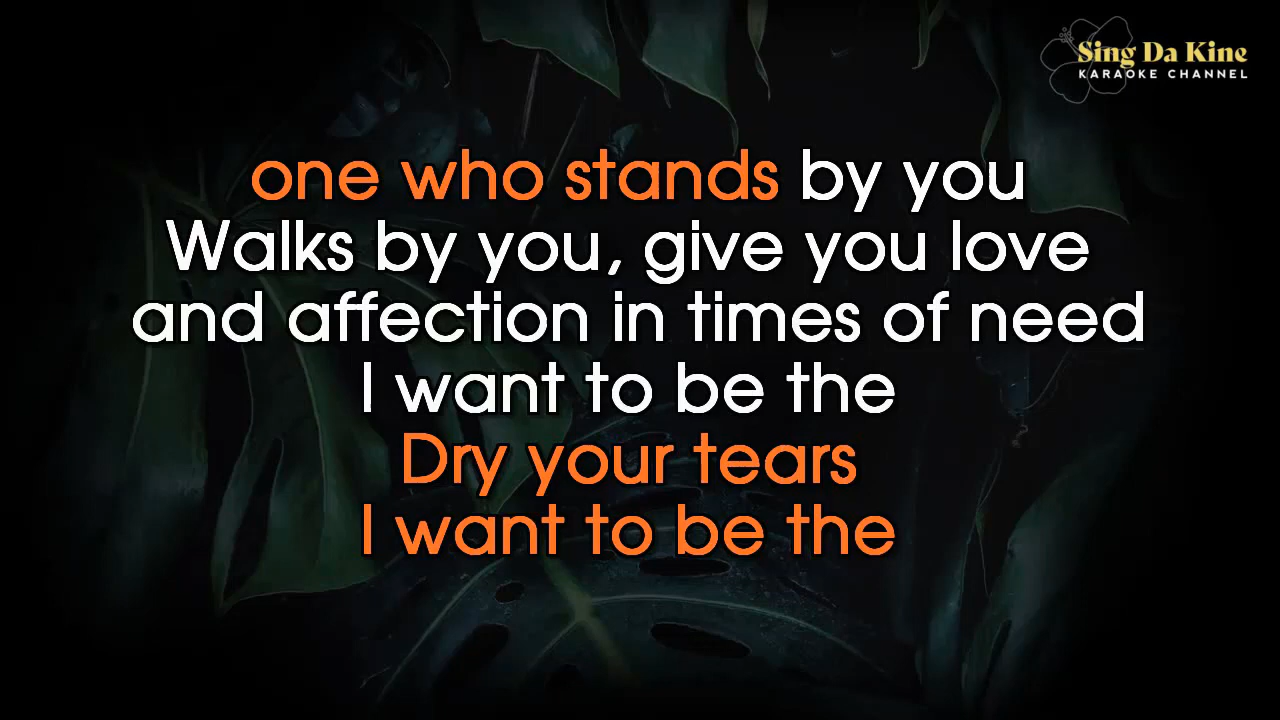 Sing Da Kine
KARAOKE CHANNEL
one who stands by you
Walks by you, give you love
and affection in times of need
I want to be the
Dry your tears
I want to be the